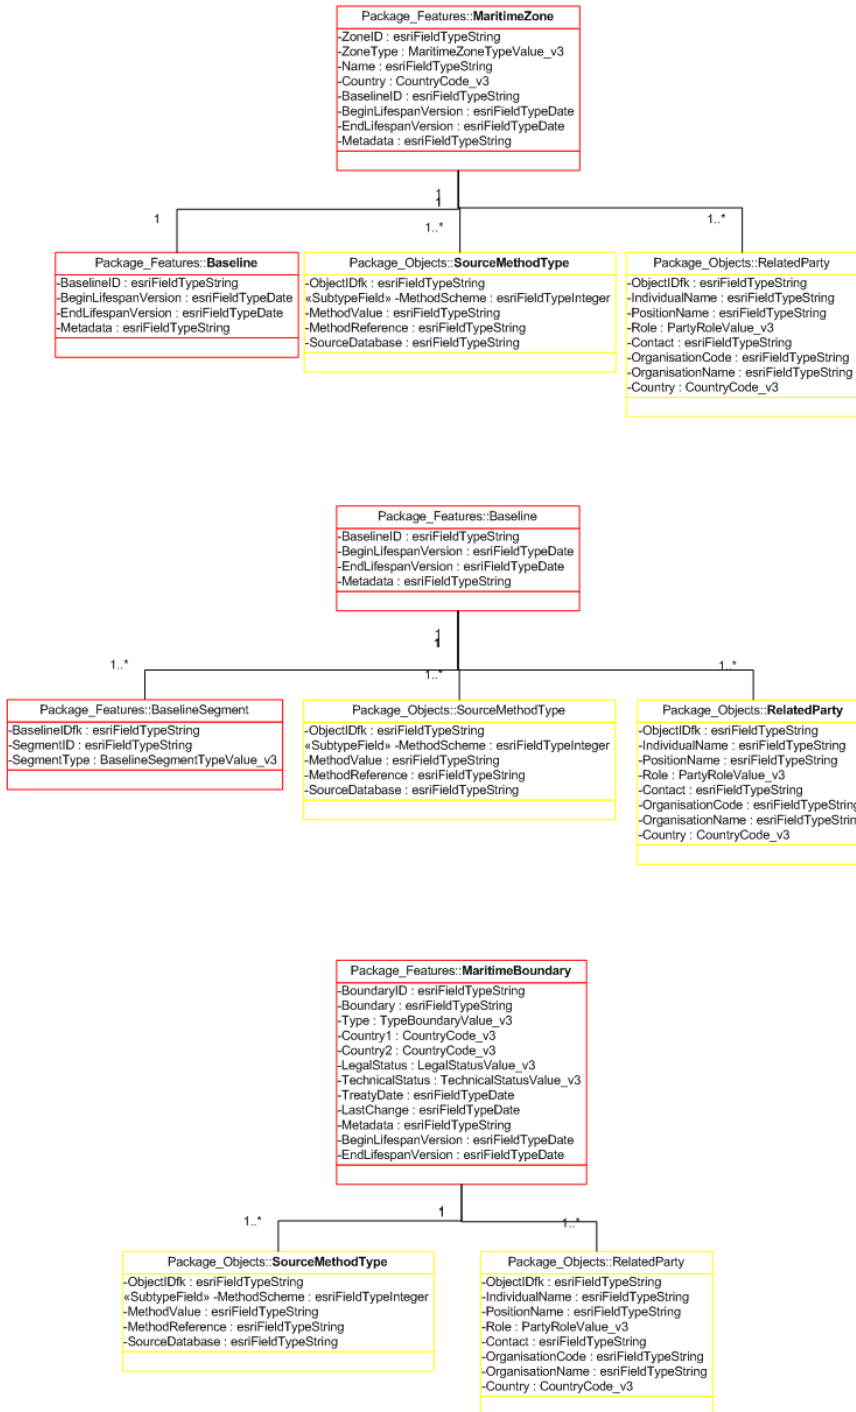 Package_Features::MaritimeZone
-ZoneID : esriFieldTypeString
-ZoneType : MaritimeZoneTypeValue_v3
-Name : esriFieldTypeString
-Country : CountryCode_v3
-BaselineID : esriFieldTypeString
-BeginLifespanVersion : esriFieldTypeDate
-EndLifespanVersion : esriFieldTypeDate
-Metadata : esriFieldTypeString
1
1
1..*
1..*
Package_Features::Baseline
-BaselineID : esriFieldTypeString
-BeginLifespanVersion : esriFieldTypeDate
-EndLifespanVersion : esriFieldTypeDate
-Metadata : esriFieldTypeString
Package_Objects::SourceMethodType
-ObjectIDfk : esriFieldTypeString
«SubtypeField» -MethodScheme : esriFieldTypeInteger
-MethodValue : esriFieldTypeString
-MethodReference : esriFieldTypeString
-SourceDatabase : esriFieldTypeString
Package_Objects::RelatedParty
-ObjectIDfk : esriFieldTypeString
-IndividualName : esriFieldTypeString
-PositionName : esriFieldTypeString
-Role : PartyRoleValue_v3
-Contact : esriFieldTypeString
-OrganisationCode : esriFieldTypeString
-OrganisationName : esriFieldTypeString
-Country : CountryCode_v3
Package_Features::Baseline
-BaselineID : esriFieldTypeString
-BeginLifespanVersion : esriFieldTypeDate
-EndLifespanVersion : esriFieldTypeDate
-Metadata : esriFieldTypeString
1
1..*
1..*
1..*
Package_Features::BaselineSegment
-BaselineIDfk : esriFieldTypeString
-SegmentID : esriFieldTypeString
-SegmentType : BaselineSegmentTypeValue_v3
Package_Objects::SourceMethodType
-ObjectIDfk : esriFieldTypeString
«SubtypeField» -MethodScheme : esriFieldTypeInteger
-MethodValue : esriFieldTypeString
-MethodReference : esriFieldTypeString
-SourceDatabase : esriFieldTypeString
Package_Objects::RelatedParty
-ObjectIDfk : esriFieldTypeString
-IndividualName : esriFieldTypeString
-PositionName : esriFieldTypeString
-Role : PartyRoleValue_v3
-Contact : esriFieldTypeString
-OrganisationCode : esriFieldTypeString
-OrganisationName : esriFieldTypeString
-Country : CountryCode_v3
Package_Features::MaritimeBoundary
-BoundaryID : esriFieldTypeString
-Boundary : esriFieldTypeString
-Type : TypeBoundaryValue_v3
-Country1 : CountryCode_v3
-Country2 : CountryCode_v3
-LegalStatus : LegalStatusValue_v3
-TechnicalStatus : TechnicalStatusValue_v3
-TreatyDate : esriFieldTypeDate
-LastChange : esriFieldTypeDate
-Metadata : esriFieldTypeString
-BeginLifespanVersion : esriFieldTypeDate
-EndLifespanVersion : esriFieldTypeDate
1
1..*
1..*
Package_Objects::SourceMethodType
-ObjectIDfk : esriFieldTypeString
«SubtypeField» -MethodScheme : esriFieldTypeInteger
-MethodValue : esriFieldTypeString
-MethodReference : esriFieldTypeString
-SourceDatabase : esriFieldTypeString
Package_Objects::RelatedParty
-ObjectIDfk : esriFieldTypeString
-IndividualName : esriFieldTypeString
-PositionName : esriFieldTypeString
-Role : PartyRoleValue_v3
-Contact : esriFieldTypeString
-OrganisationCode : esriFieldTypeString
-OrganisationName : esriFieldTypeString
-Country : CountryCode_v3